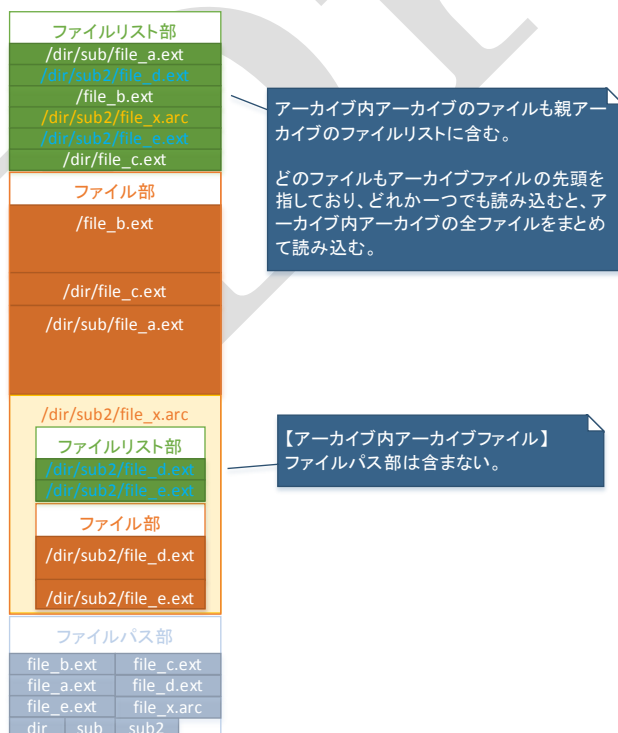 ファイルリスト部
/dir/sub/file_a.ext
/dir/sub2/file_d.ext
/file_b.ext
/dir/sub2/file_x.arc
/dir/sub2/file_e.ext
/dir/file_c.ext
ファイル部
/file_b.ext
/dir/file_c.ext
/dir/sub/file_a.ext
/dir/sub2/file_x.arc
ファイルリスト部
/dir/sub2/file_d.ext
/dir/sub2/file_e.ext
ファイル部
/dir/sub2/file_d.ext
/dir/sub2/file_e.ext
ファイルパス部
file_b.ext file_c.ext
file_a.ext file_d.ext
file_e.ext file_x.arc
dir sub sub2
アーカイブ内アーカイブのファイルも親アー
カイブのファイルリストに含む。
どのファイルもアーカイブファイルの先頭を
指しており、どれか一つでも読み込むと、ア
ーカイブ内アーカイブの全ファイルをまとめ
て読み込む。
【アーカイブ内アーカイブファイル】
ファイルパス部は含まない。